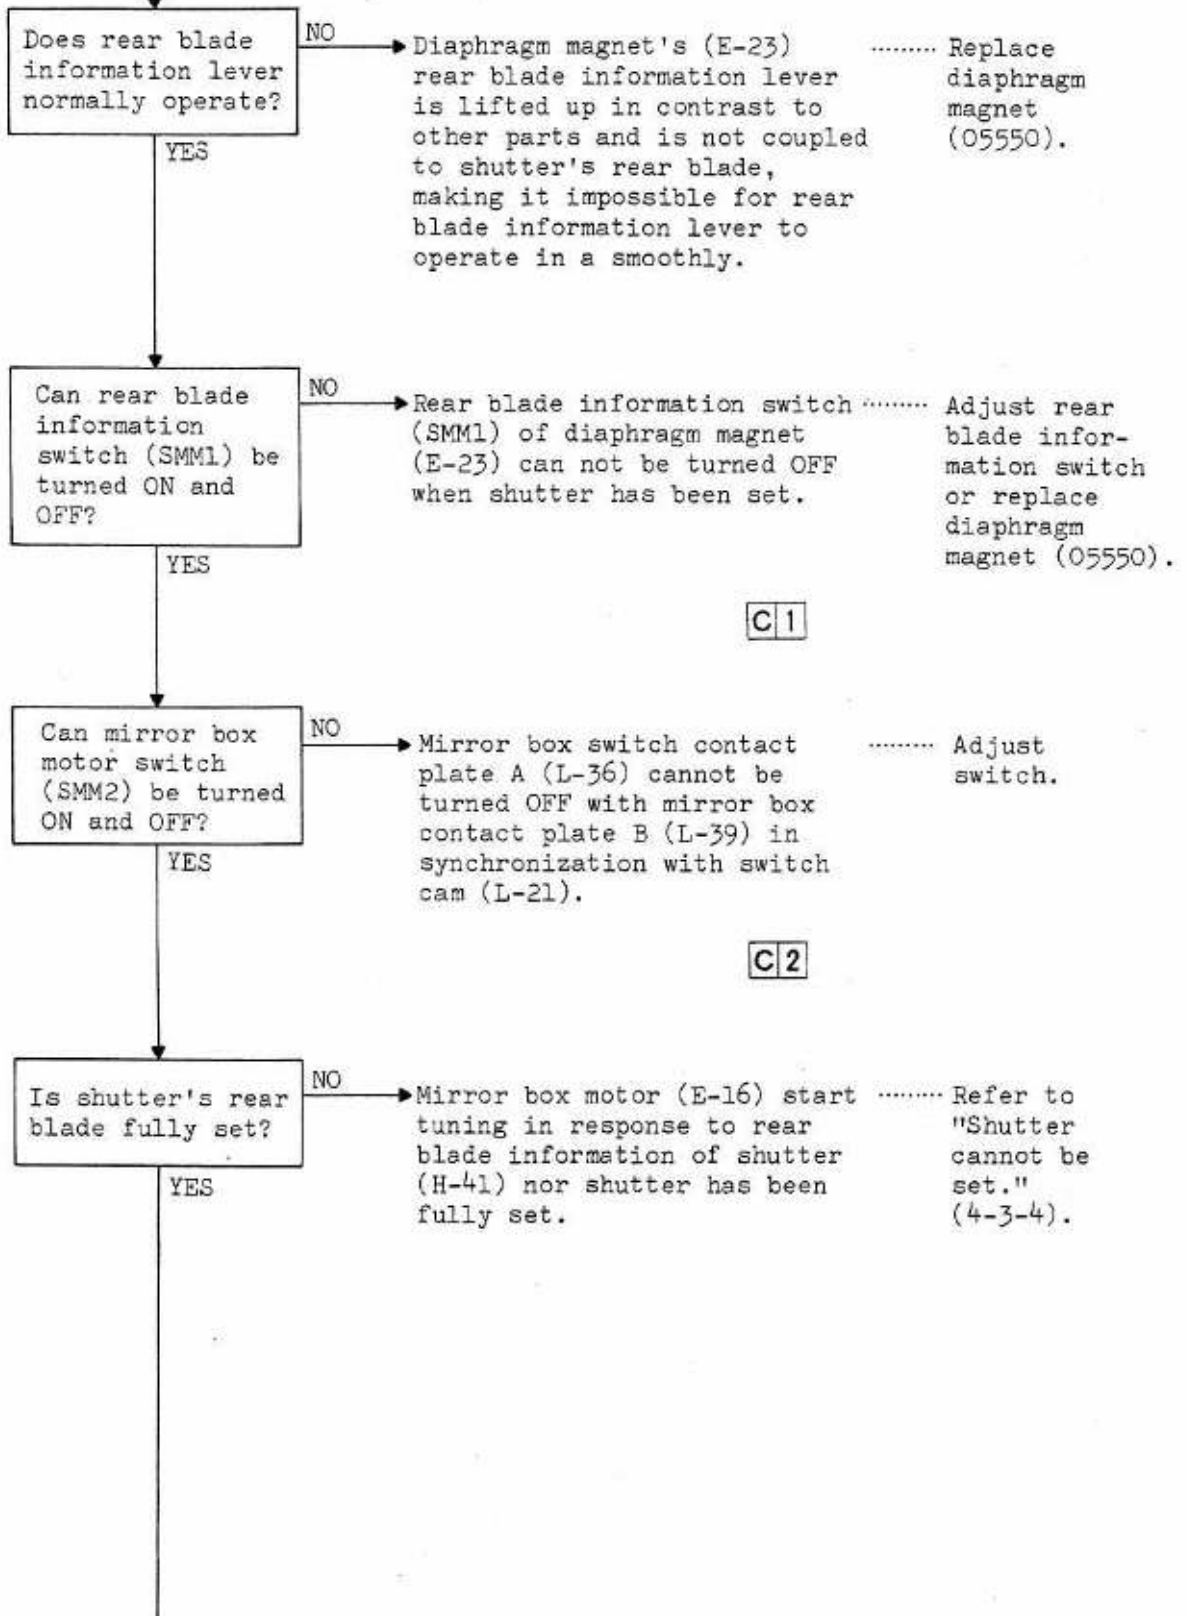 Does rear blade
information lever
normally operate?
NO
Diaphragm magnet's (E-23)
rear blade information lever
is lifted up in contrast to
other parts and is not coupled
to shutter's rear blade,
making it impossible for rear
blade information lever to
operate in a smoothly.
......... Replace
diaphragm
magnet
(05550).
YES
Can rear blade
information
switch (SMM1) be
turned ON and
OFF?
NO
Rear blade information switch
(SMM1) of diaphragm magnet
(E-23) can not be turned OFF
when shutter has been set.
......... Adjust rear
blade infor-
mation switch
or replace
diaphragm
magnet (05550).
YES
C 1
Can mirror box
motor switch
(SMM2) be turned
ON and OFF?
NO
Mirror box switch contact
plate A (L-36) cannot be
turned OFF with mirror box
contact plate B (L-39) in
synchronization with switch
cam (L-21).
......... Adjust
switch.
YES
C 2
Is shutter's rear
blade fully set?
NO
Mirror box motor (E-16) start
tuning in response to rear
blade information of shutter
(H-41) nor shutter has been
fully set.
......... Refer to
"Shutter
cannot be
set."
(4-3-4).
YES